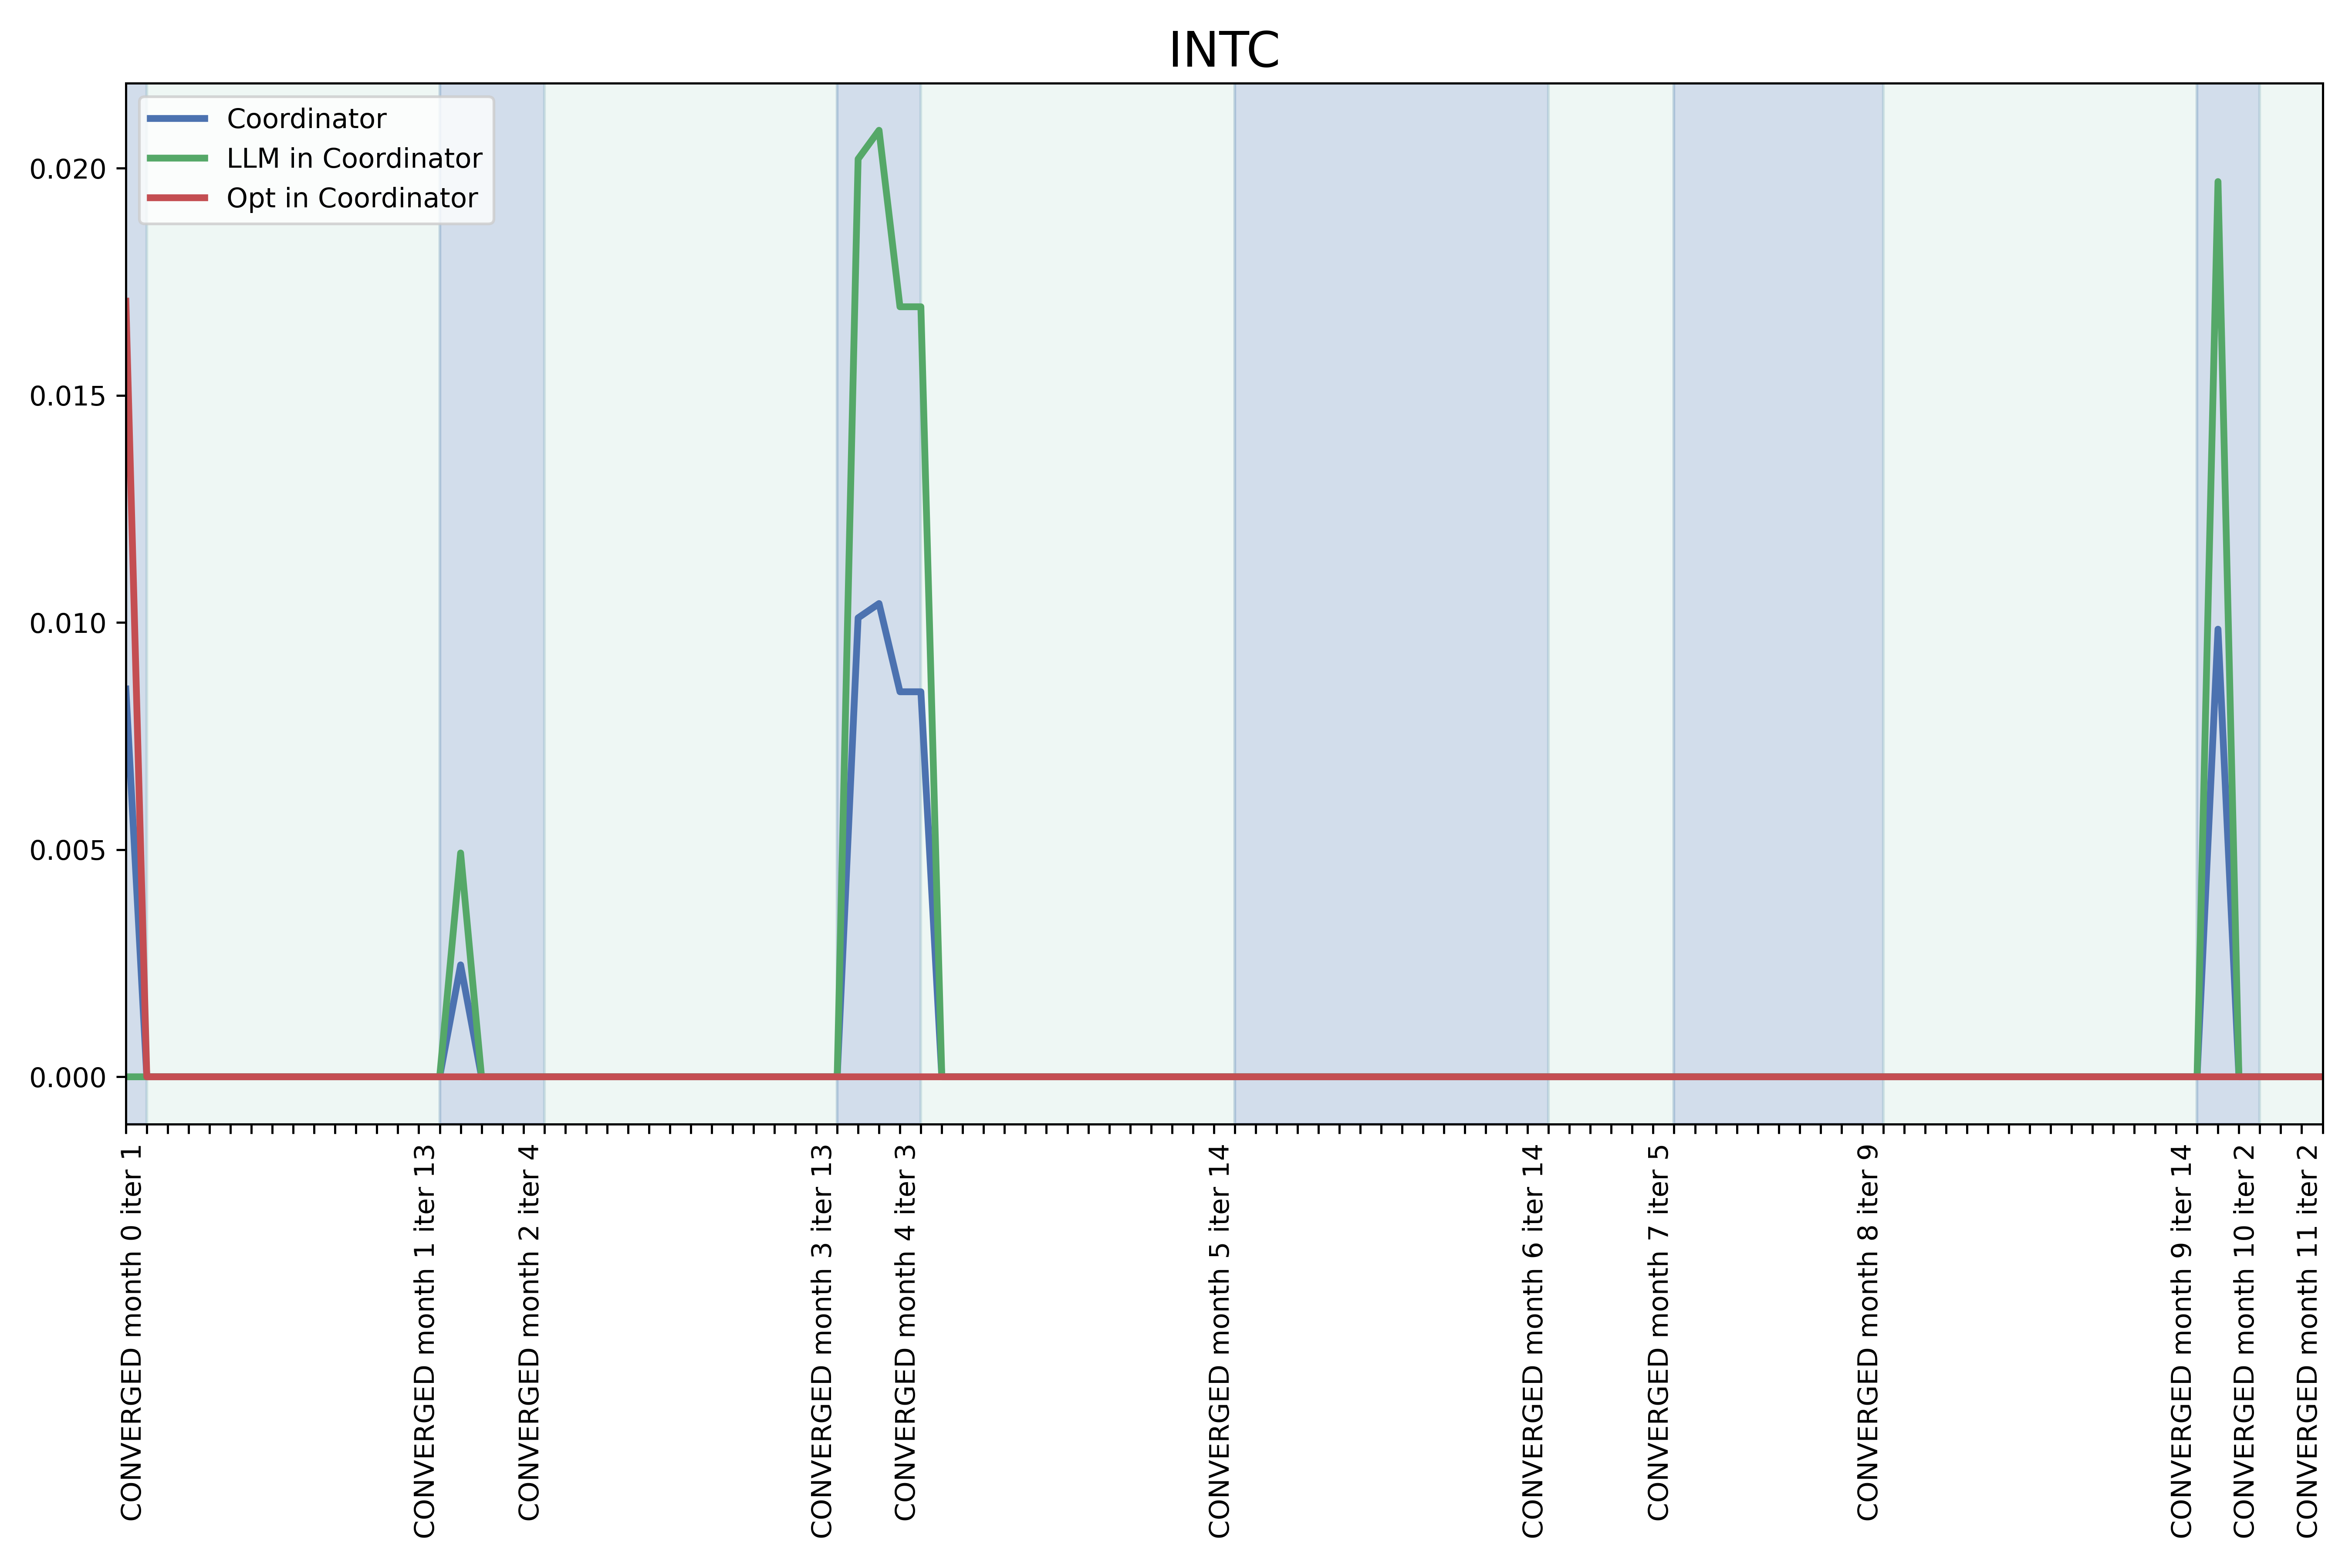 INTC
Coordinator
LLM in Coordinator
Opt in Coordinator
0.020
0.015
0.010
0.005
0.000
CONVERGED month 0 iter 1
CONVERGED month 1 iter 13
CONVERGED month 2 iter 4
CONVERGED month 3 iter 13
CONVERGED month 4 iter 3
CONVERGED month 5 iter 14
CONVERGED month 6 iter 14
CONVERGED month 7 iter 5
CONVERGED month 8 iter 9
CONVERGED month 9 iter 14
CONVERGED month 10 iter 2
CONVERGED month 11 iter 2